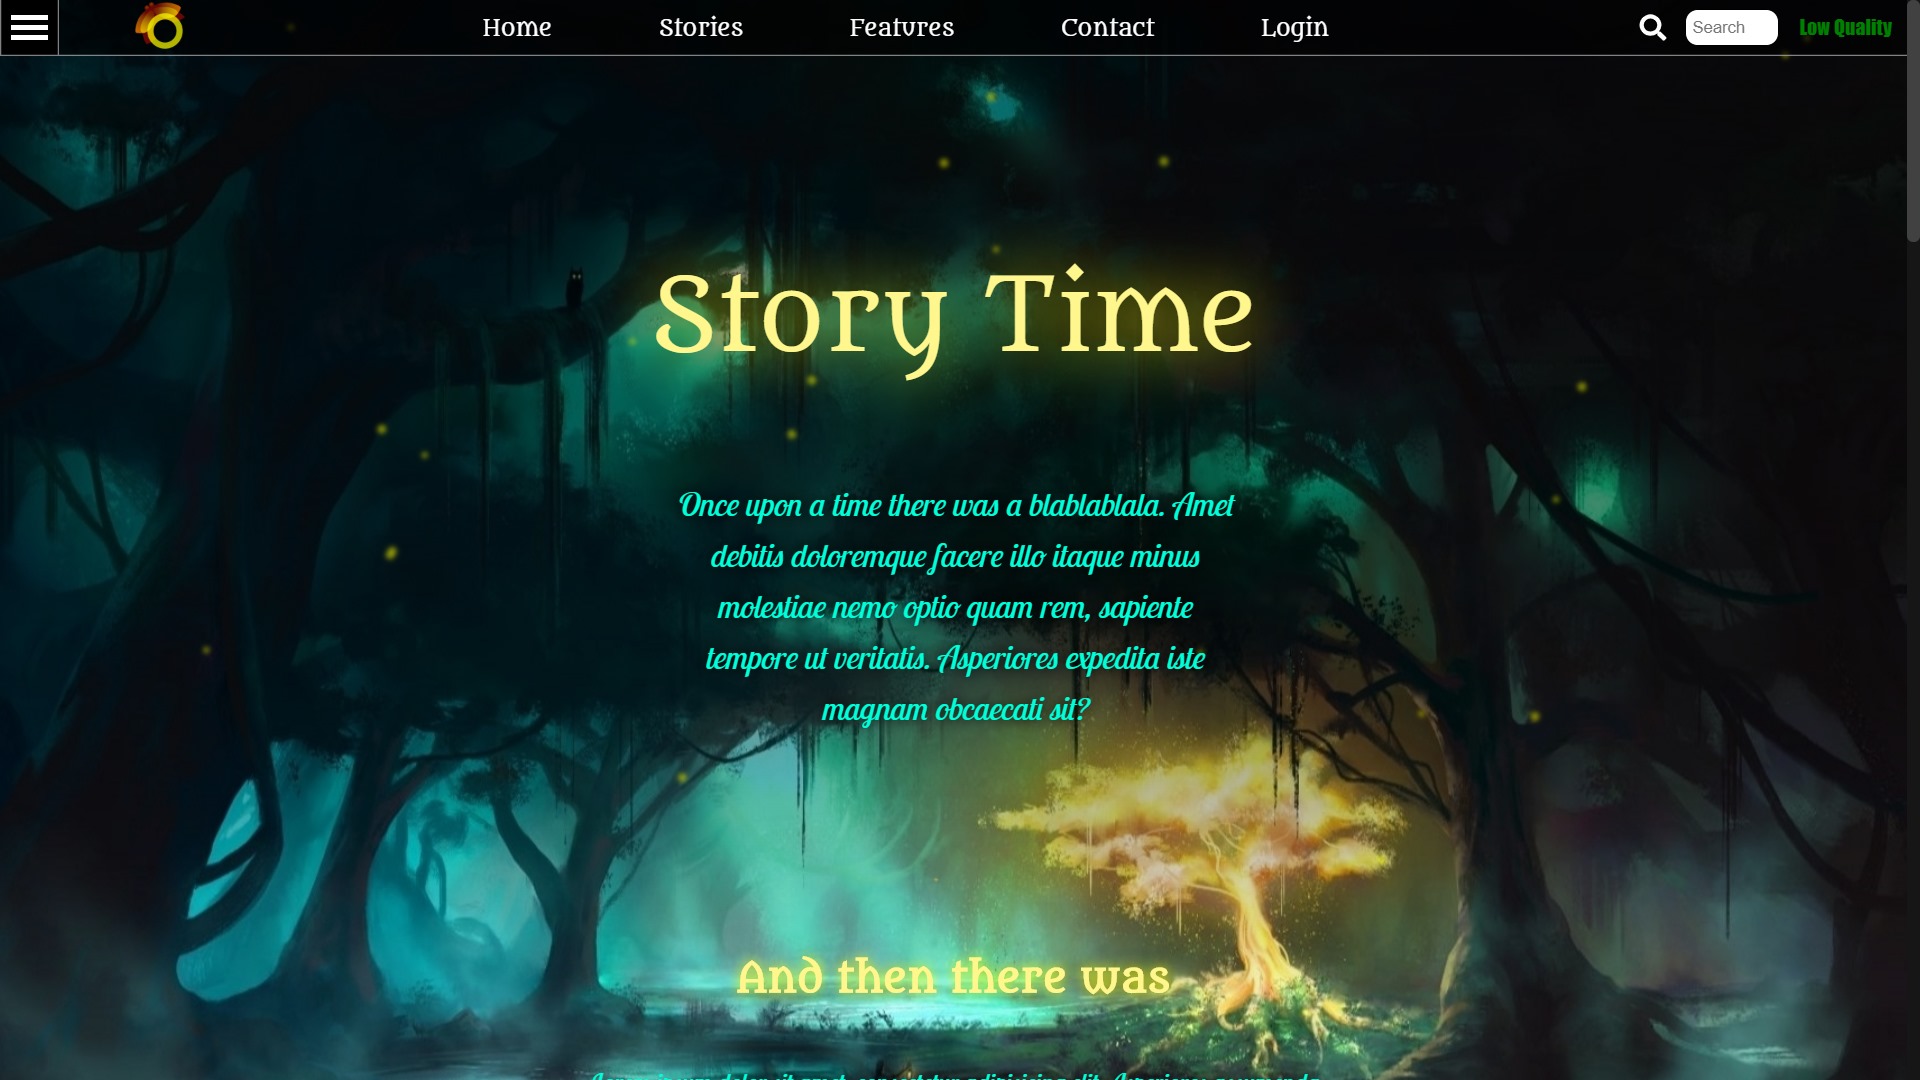 Home Stories Features Contact Login Search Low Quality
Story Time
Once upon a time there was a blablablala. Amet
debitis doloremque facere illo itaque minus
molestiae nemo optio quam rem, sapiente
tempore ut veritatis. Asperiores expedita iste
magnam obcaecati sit?
And then there was